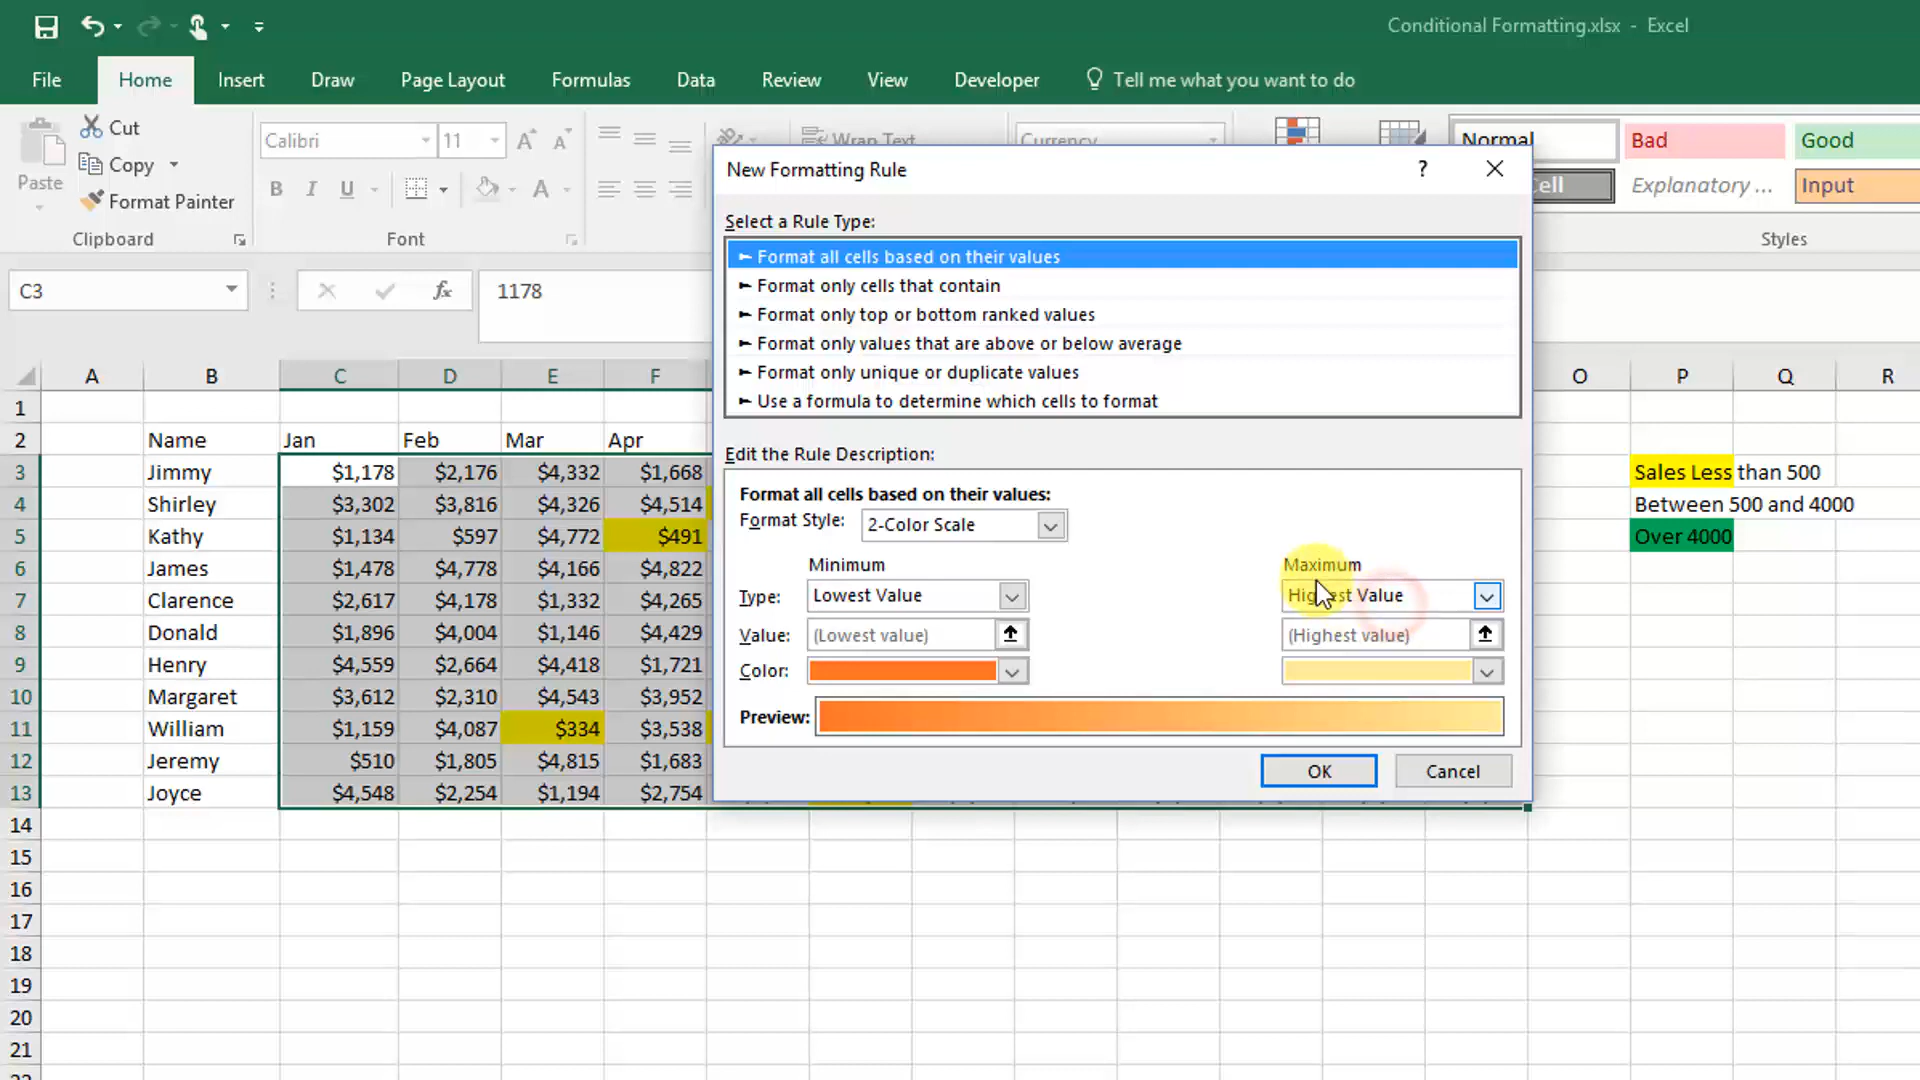 Conditional Formatting.xlsx - Excel
File Home Insert Draw Page Layout Formulas Data Review View Developer Tell me what you want to do
Cut
Copy
Paste
Format Painter
Clipboard
Calibri 11
B I U
Font
Wrap Text
Currency
Normal Bad Good
Cell Explanatory ... Input
Styles
C3 fx 1178
New Formatting Rule ?
Select a Rule Type:
Format all cells based on their values
Format only cells that contain
Format only top or bottom ranked values
Format only values that are above or below average
Format only unique or duplicate values
Use a formula to determine which cells to format
Edit the Rule Description:
Format all cells based on their values:
Format Style: 2-Color Scale
Minimum Maximum
Type: Lowest Value Highest Value
Value: (Lowest value) (Highest value)
Color:
Preview:
OK Cancel
A B C D E F O P Q R
1
2 Name Jan Feb Mar Apr
3 Jimmy $1,178 $2,176 $4,332 $1,668 Sales Less than 500
4 Shirley $3,302 $3,816 $4,326 $4,514 Between 500 and 4000
5 Kathy $1,134 $597 $4,772 $491 Over 4000
6 James $1,478 $4,778 $4,166 $4,822
7 Clarence $2,617 $4,178 $1,332 $4,265
8 Donald $1,896 $4,004 $1,146 $4,429
9 Henry $4,559 $2,664 $4,418 $1,721
10 Margaret $3,612 $2,310 $4,543 $3,952
11 William $1,159 $4,087 $334 $3,538
12 Jeremy $510 $1,805 $4,815 $1,683
13 Joyce $4,548 $2,254 $1,194 $2,754
14
15
16
17
18
19
20
21